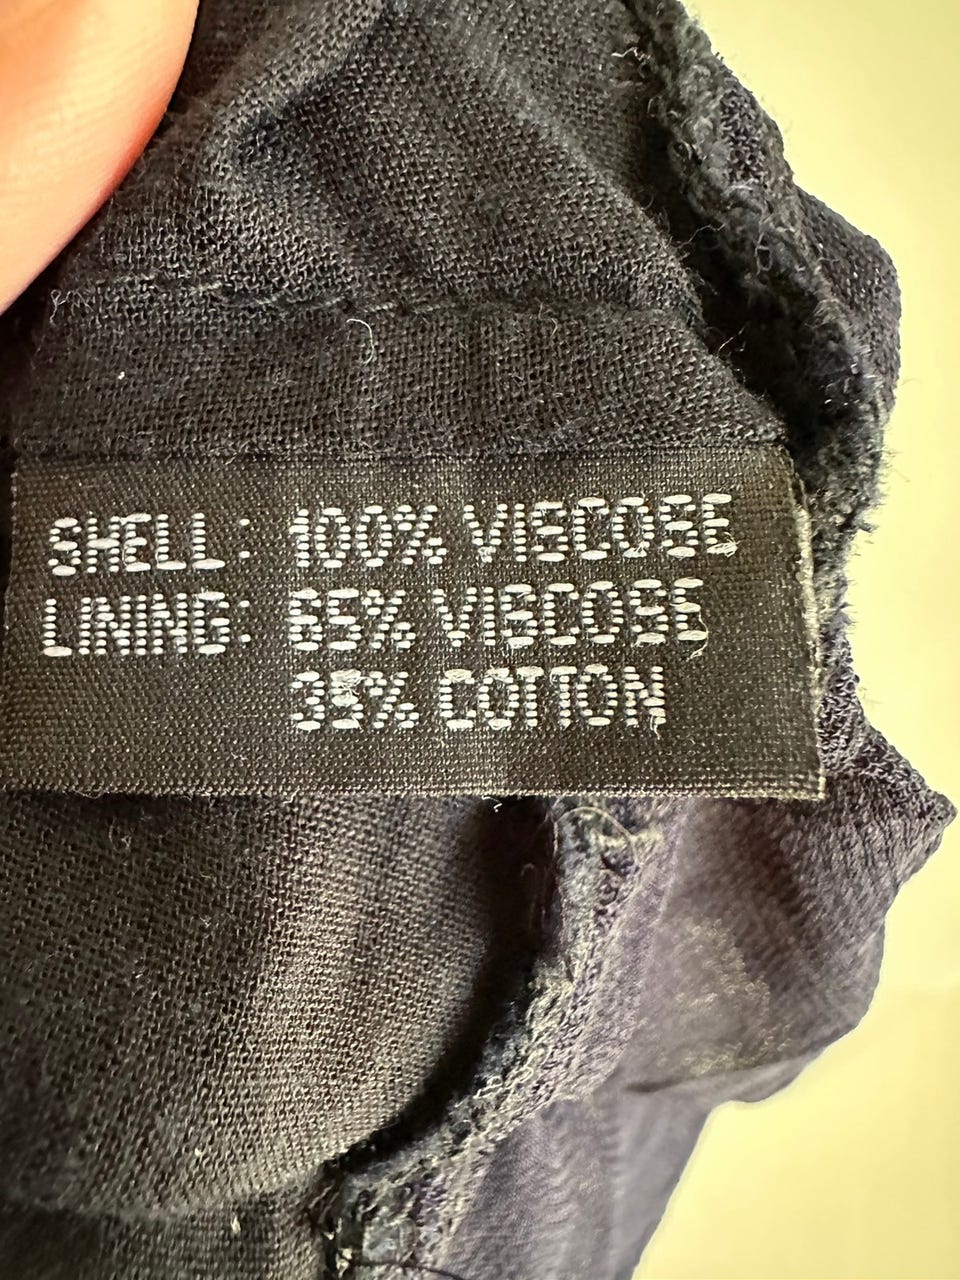 SHELL: 100% VISCOSE
LINING: 65% VISCOSE
35% COTTON